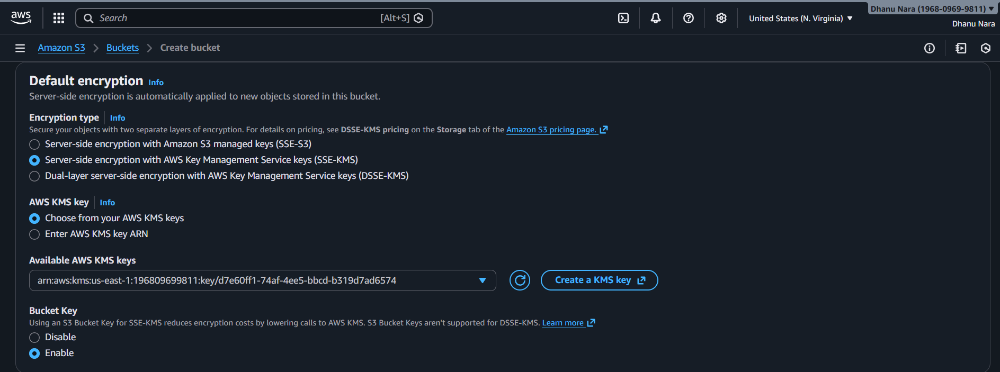 aws
Search [Alt+S]
United States (N. Virginia)
Dhanu Nara (1968-0969-9811)
Dhanu Nara
Amazon S3 Buckets Create bucket
Default encryption Info
Server-side encryption is automatically applied to new objects stored in this bucket.
Encryption type Info
Secure your objects with two separate layers of encryption. For details on pricing, see DSSE-KMS pricing on the Storage tab of the Amazon S3 pricing page.
Server-side encryption with Amazon S3 managed keys (SSE-S3)
Server-side encryption with AWS Key Management Service keys (SSE-KMS)
Dual-layer server-side encryption with AWS Key Management Service keys (DSSE-KMS)
AWS KMS key Info
Choose from your AWS KMS keys
Enter AWS KMS key ARN
Available AWS KMS keys
arn:aws:kms:us-east-1:196809699811:key/d7e60ff1-74af-4ee5-bbcd-b319d7ad6574
Create a KMS key
Bucket Key
Using an S3 Bucket Key for SSE-KMS reduces encryption costs by lowering calls to AWS KMS. S3 Bucket Keys aren't supported for DSSE-KMS. Learn more
Disable
Enable